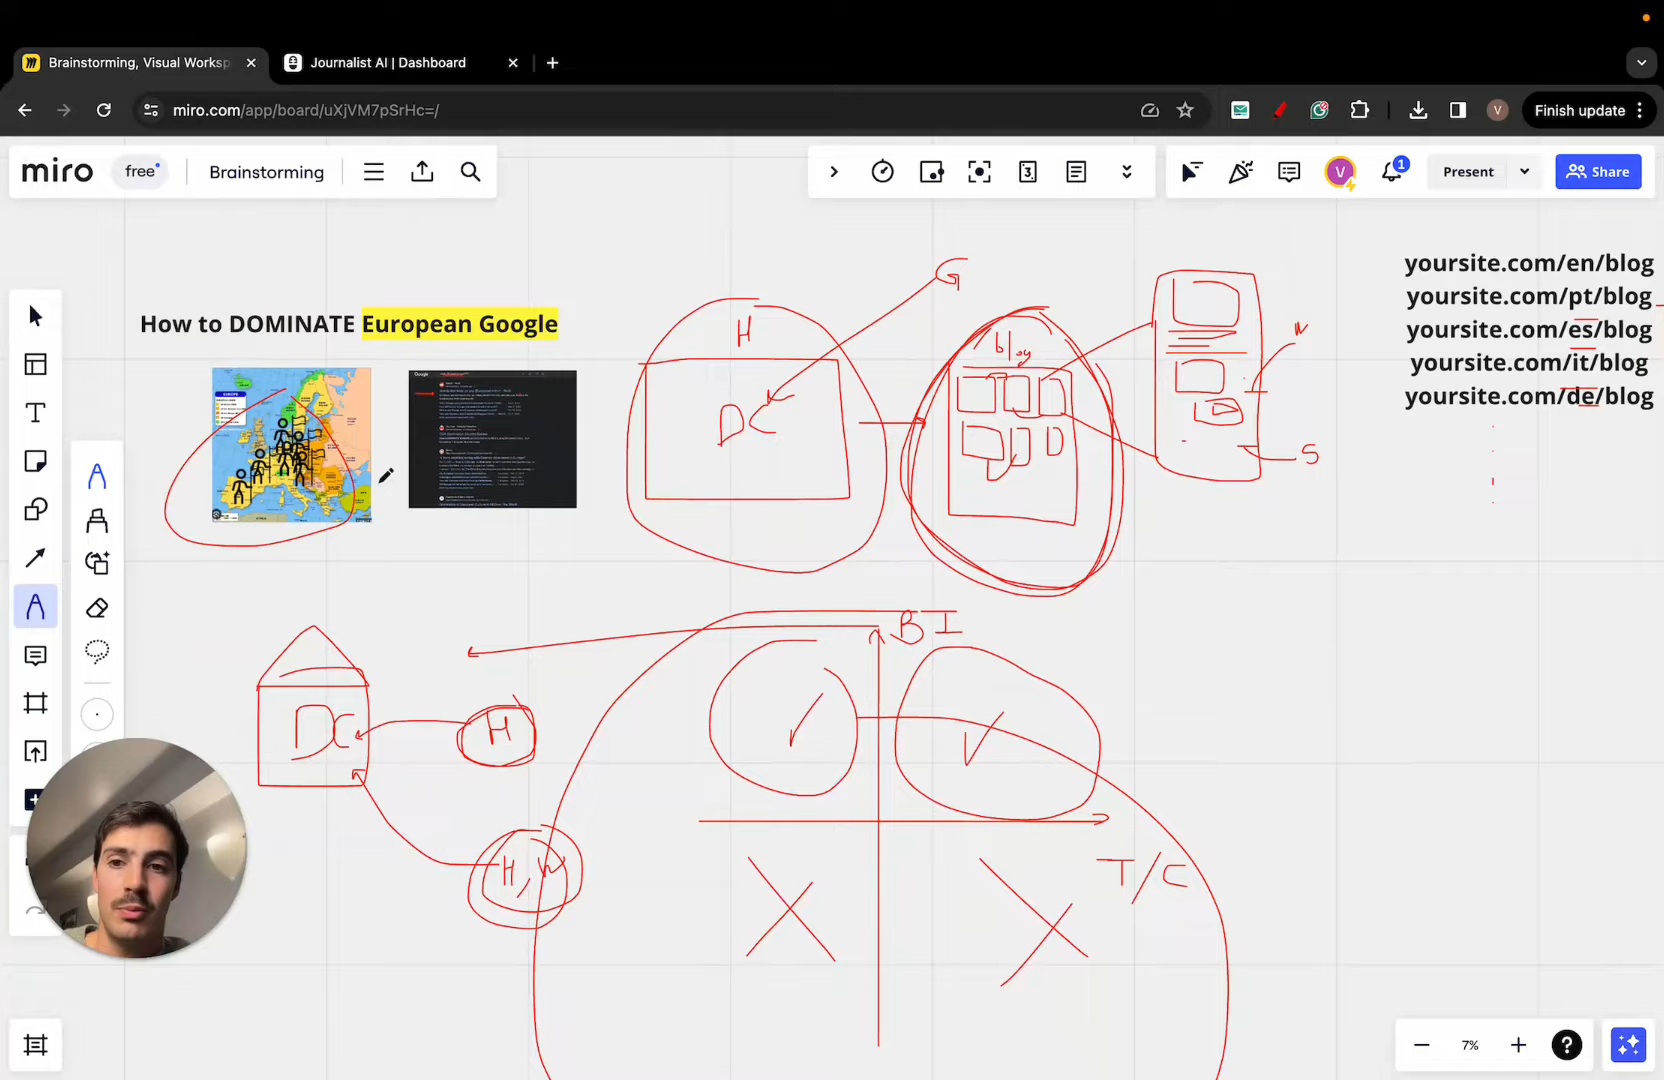 Brainstorming, Visual Worksp
Journalist AI | Dashboard
miro.com/app/board/uXjVM7pSrHc=/
V
Finish update
miro
free
Brainstorming
3
V
1
Present
Share
How to DOMINATE European Google
yoursite.com/en/blog
yoursite.com/pt/blog
yoursite.com/es/blog
yoursite.com/it/blog
yoursite.com/de/blog
G
H
DC
blog
S
BI
DC
H
H,
T/C
7%
?